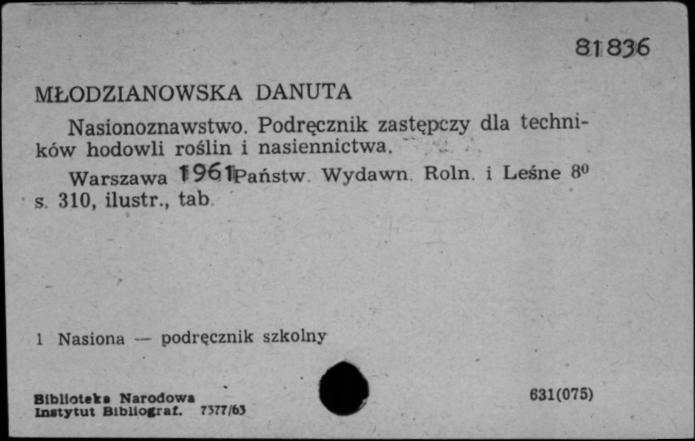 81836
MŁODZIANOWSKA DANUTA
Nasionoznawstwo. Podręcznik zastępczy dla techni-
ków hodowli roślin i nasiennictwa.
Warszawa 1961 Państw. Wydawn. Roln. i Leśne 8⁰
s. 310, ilustr., tab.
1 Nasiona — podręcznik szkolny
Biblioteka Narodowa
Instytut Bibliograf. 7377/63
631(075)